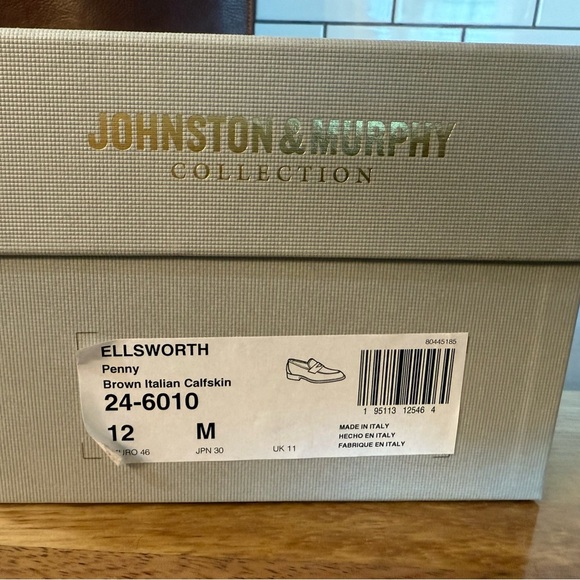 JOHNSTON & MURPHY
COLLECTION
80445185
ELLSWORTH
Penny
Brown Italian Calfskin
24-6010
1 95113 12546 4
12 M
MADE IN ITALY
HECHO EN ITALY
FABRIQUE EN ITALY
EURO 46 JPN 30 UK 11